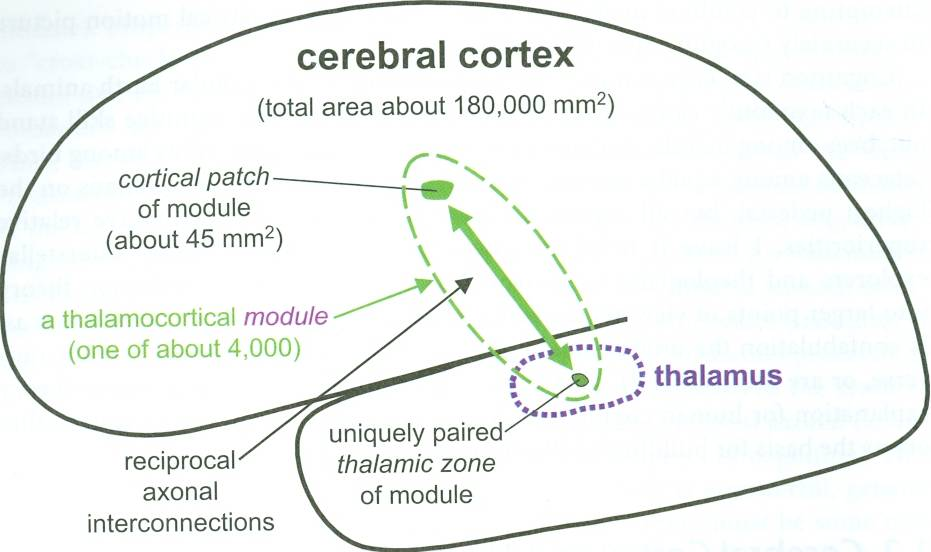 cerebral cortex
(total area about 180,000 mm²)
cortical patch
of module
(about 45 mm²)
a thalamocortical module
(one of about 4,000)
thalamus
uniquely paired
thalamic zone
of module
reciprocal
axonal
interconnections